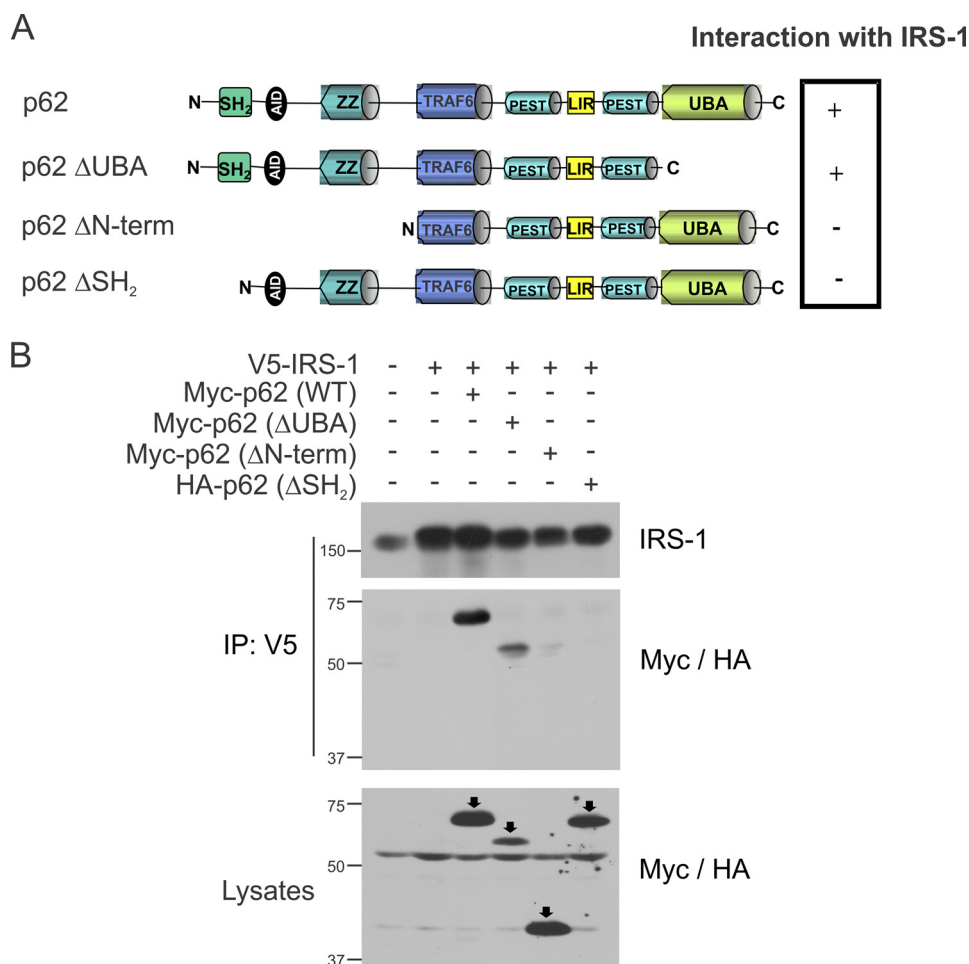 A
Interaction with IRS-1
p62 N SH2 AID ZZ TRAF6 PEST LIR PEST UBA C +
p62 ΔUBA N SH2 AID ZZ TRAF6 PEST LIR PEST C +
p62 ΔN-term N TRAF6 PEST LIR PEST UBA C -
p62 ΔSH2 N AID ZZ TRAF6 PEST LIR PEST UBA C -
B
V5-IRS-1 - + + + + +
Myc-p62 (WT) - - + - - -
Myc-p62 (ΔUBA) - - - + - -
Myc-p62 (ΔN-term) - - - - + -
HA-p62 (ΔSH2) - - - - - +
150 IRS-1
75
IP: V5
50 Myc / HA
37
75
50 Myc / HA
Lysates
37